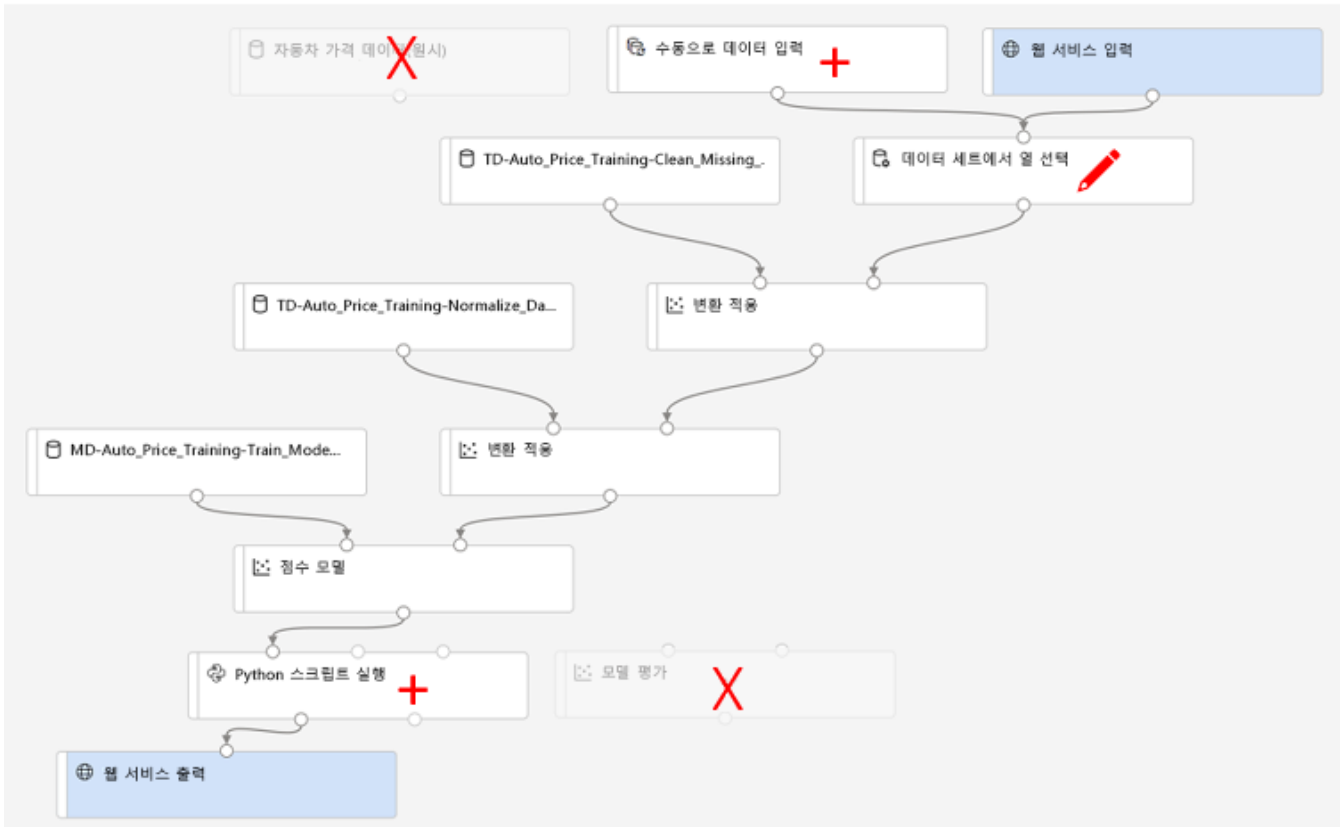 자동차 가격 데이터(원시)
수동으로 데이터 입력
웹 서비스 입력
TD-Auto_Price_Training-Clean_Missing_.
데이터 세트에서 열 선택
TD-Auto_Price_Training-Normalize_Da...
변환 적용
MD-Auto_Price_Training-Train_Mode...
변환 적용
점수 모델
Python 스크립트 실행
모델 평가
웹 서비스 출력